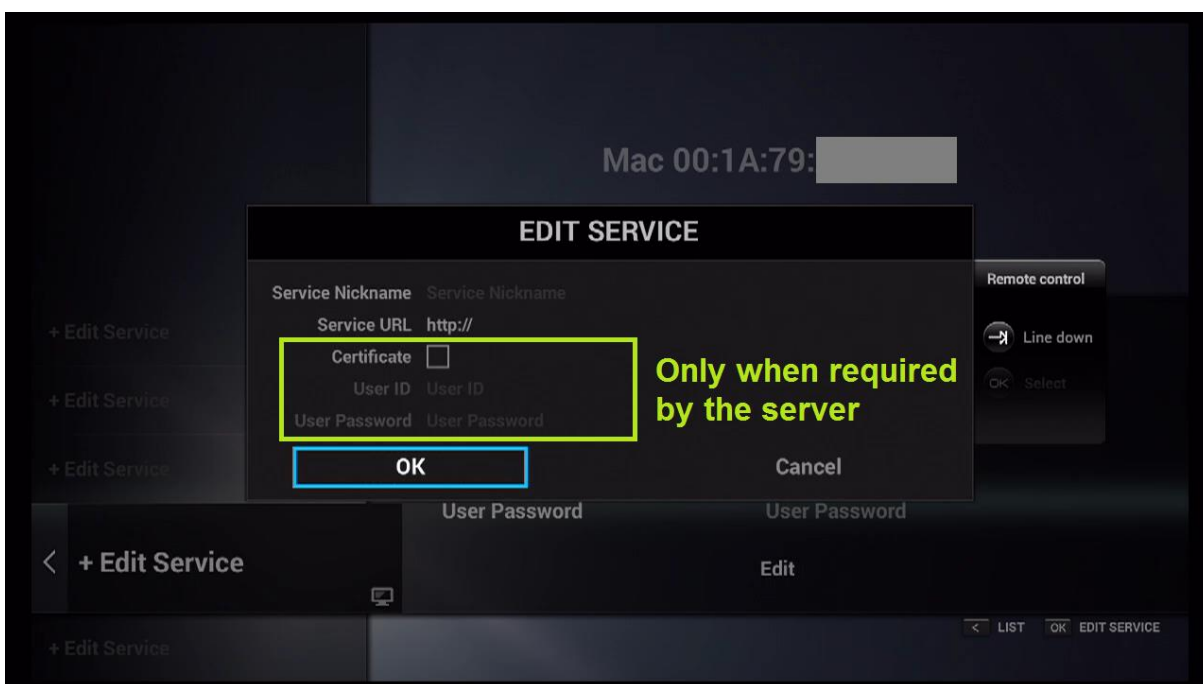 Mac 00:1A:79:
EDIT SERVICE
Service Nickname Service Nickname
Service URL http://
Certificate
User ID User ID
User Password User Password
Only when required
by the server
OK
Cancel
Remote control
Line down
OK Select
+ Edit Service
+ Edit Service
+ Edit Service
User Password
User Password
< + Edit Service
Edit
< LIST OK EDIT SERVICE
+ Edit Service